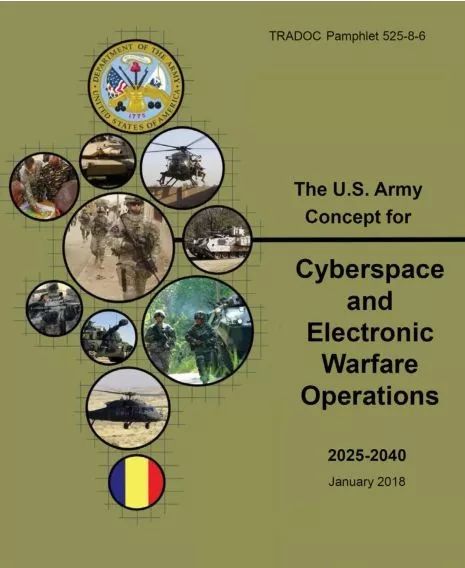 TRADOC Pamphlet 525-8-6
DEPARTMENT OF THE ARMY
UNITED STATES OF AMERICA
1775
The U.S. Army
Concept for
Cyberspace
and
Electronic
Warfare
Operations
2025-2040
January 2018